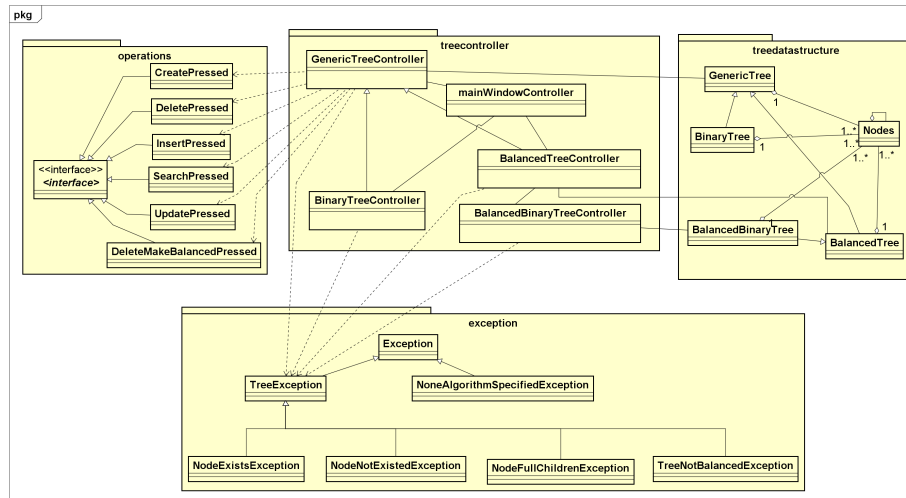 pkg
operations
CreatePressed
DeletePressed
InsertPressed
<<interface>>
<interface>
SearchPressed
UpdatePressed
DeleteMakeBalancedPressed
treecontroller
GenericTreeController
mainWindowController
BalancedTreeController
BinaryTreeController
BalancedBinaryTreeController
treedatastructure
GenericTree
1
Nodes
BinaryTree
1
1..*
1..*
1..*
1..*
BalancedBinaryTree
1
1
BalancedTree
exception
Exception
TreeException
NoneAlgorithmSpecifiedException
NodeExistsException
NodeNotExistedException
NodeFullChildrenException
TreeNotBalancedException